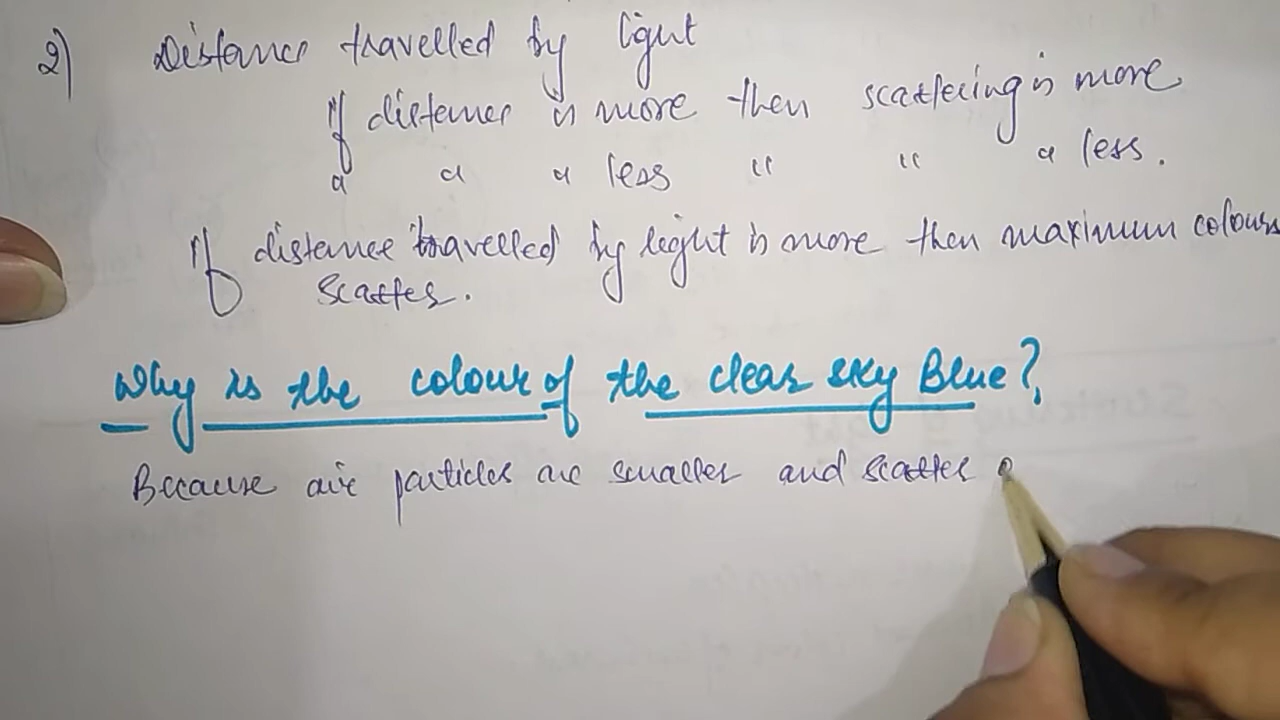 2) Distance travelled by light
If distance is more then scattering is more
" " " less " " " less.
If distance travelled by light is more then maximum colours
scatter.
Why is the colour of the clear sky Blue?
Because air particles are smaller and scatter